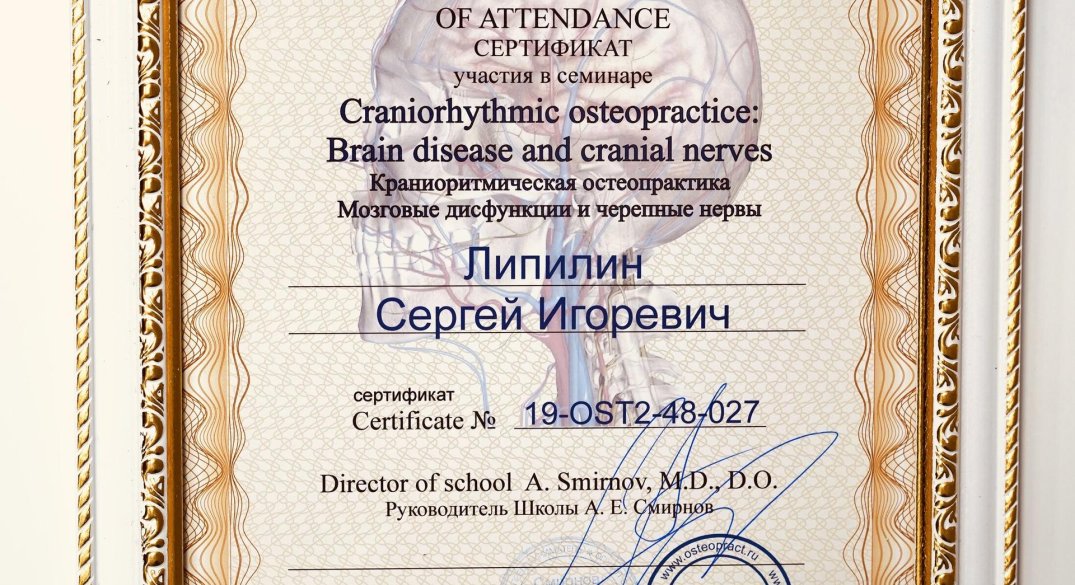 OF ATTENDANCE
СЕРТИФИКАТ
участия в семинаре
Craniorhythmic osteopractice:
Brain disease and cranial nerves
Краниоритмическая остеопрактика
Мозговые дисфункции и черепные нервы
Липилин
Сергей Игоревич
сертификат
Certificate № 19-OST2-48-027
Director of school A. Smirnov, M.D., D.O.
Руководитель Школы А. Е. Смирнов
www.osteopract.ru
Смирнов